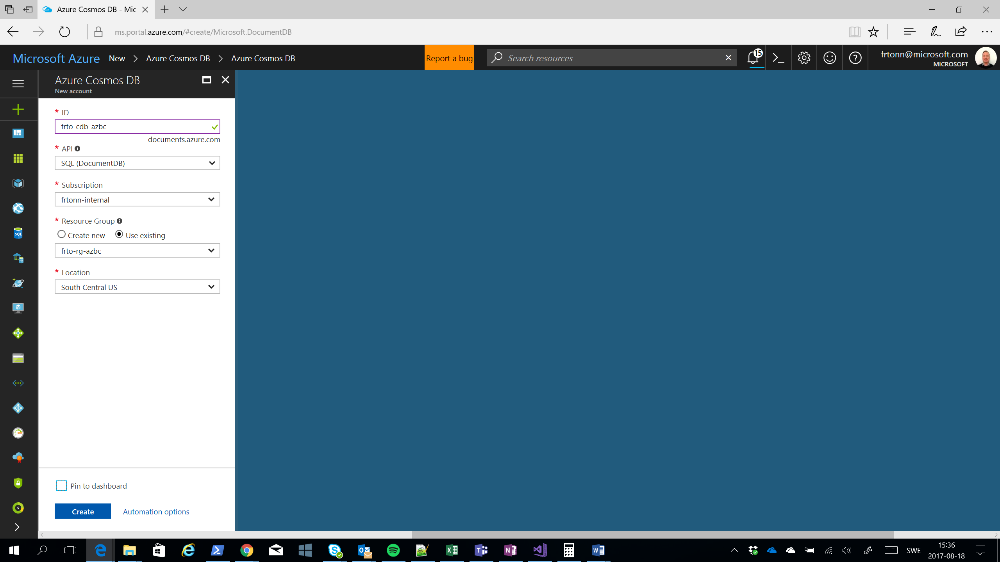 Azure Cosmos DB - Mic
ms.portal.azure.com/#create/Microsoft.DocumentDB
Microsoft Azure New Azure Cosmos DB Azure Cosmos DB Report a bug Search resources 15 frtonn@microsoft.com
MICROSOFT
Azure Cosmos DB
New account
* ID
frto-cdb-azbc
documents.azure.com
* API
SQL (DocumentDB)
* Subscription
frtonn-internal
* Resource Group
Create new Use existing
frto-rg-azbc
* Location
South Central US
Pin to dashboard
Create Automation options
SQL
SWE
15:36
2017-08-18